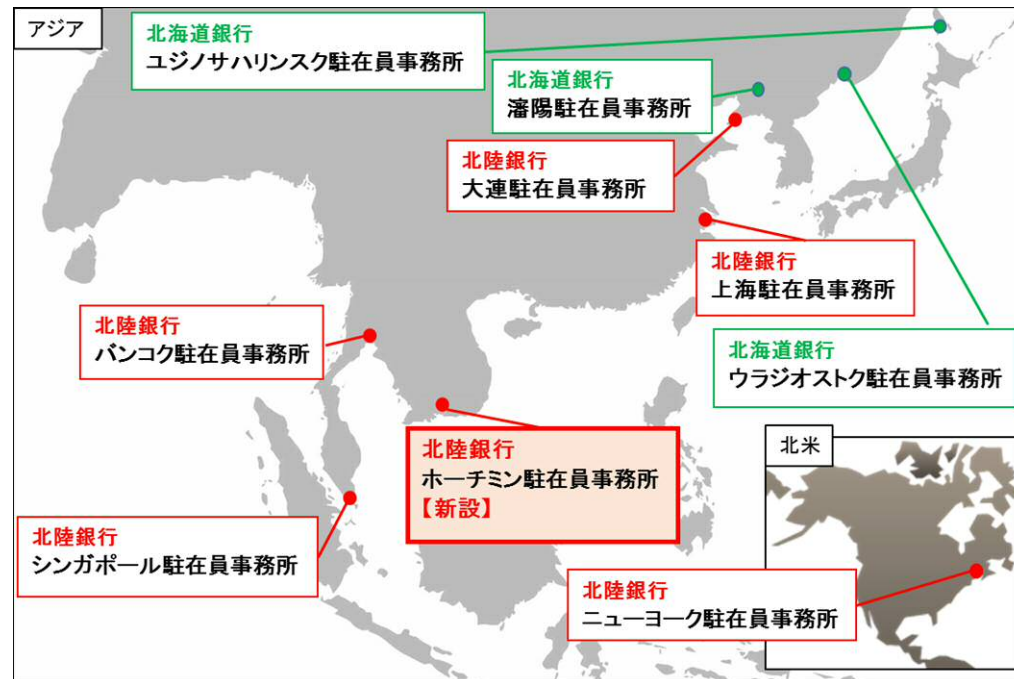 アジア
北海道銀行
ユジノサハリンスク駐在員事務所
北海道銀行
瀋陽駐在員事務所
北陸銀行
大連駐在員事務所
北陸銀行
上海駐在員事務所
北陸銀行
バンコク駐在員事務所
北海道銀行
ウラジオストク駐在員事務所
北陸銀行
ホーチミン駐在員事務所
【新設】
北米
北陸銀行
シンガポール駐在員事務所
北陸銀行
ニューヨーク駐在員事務所